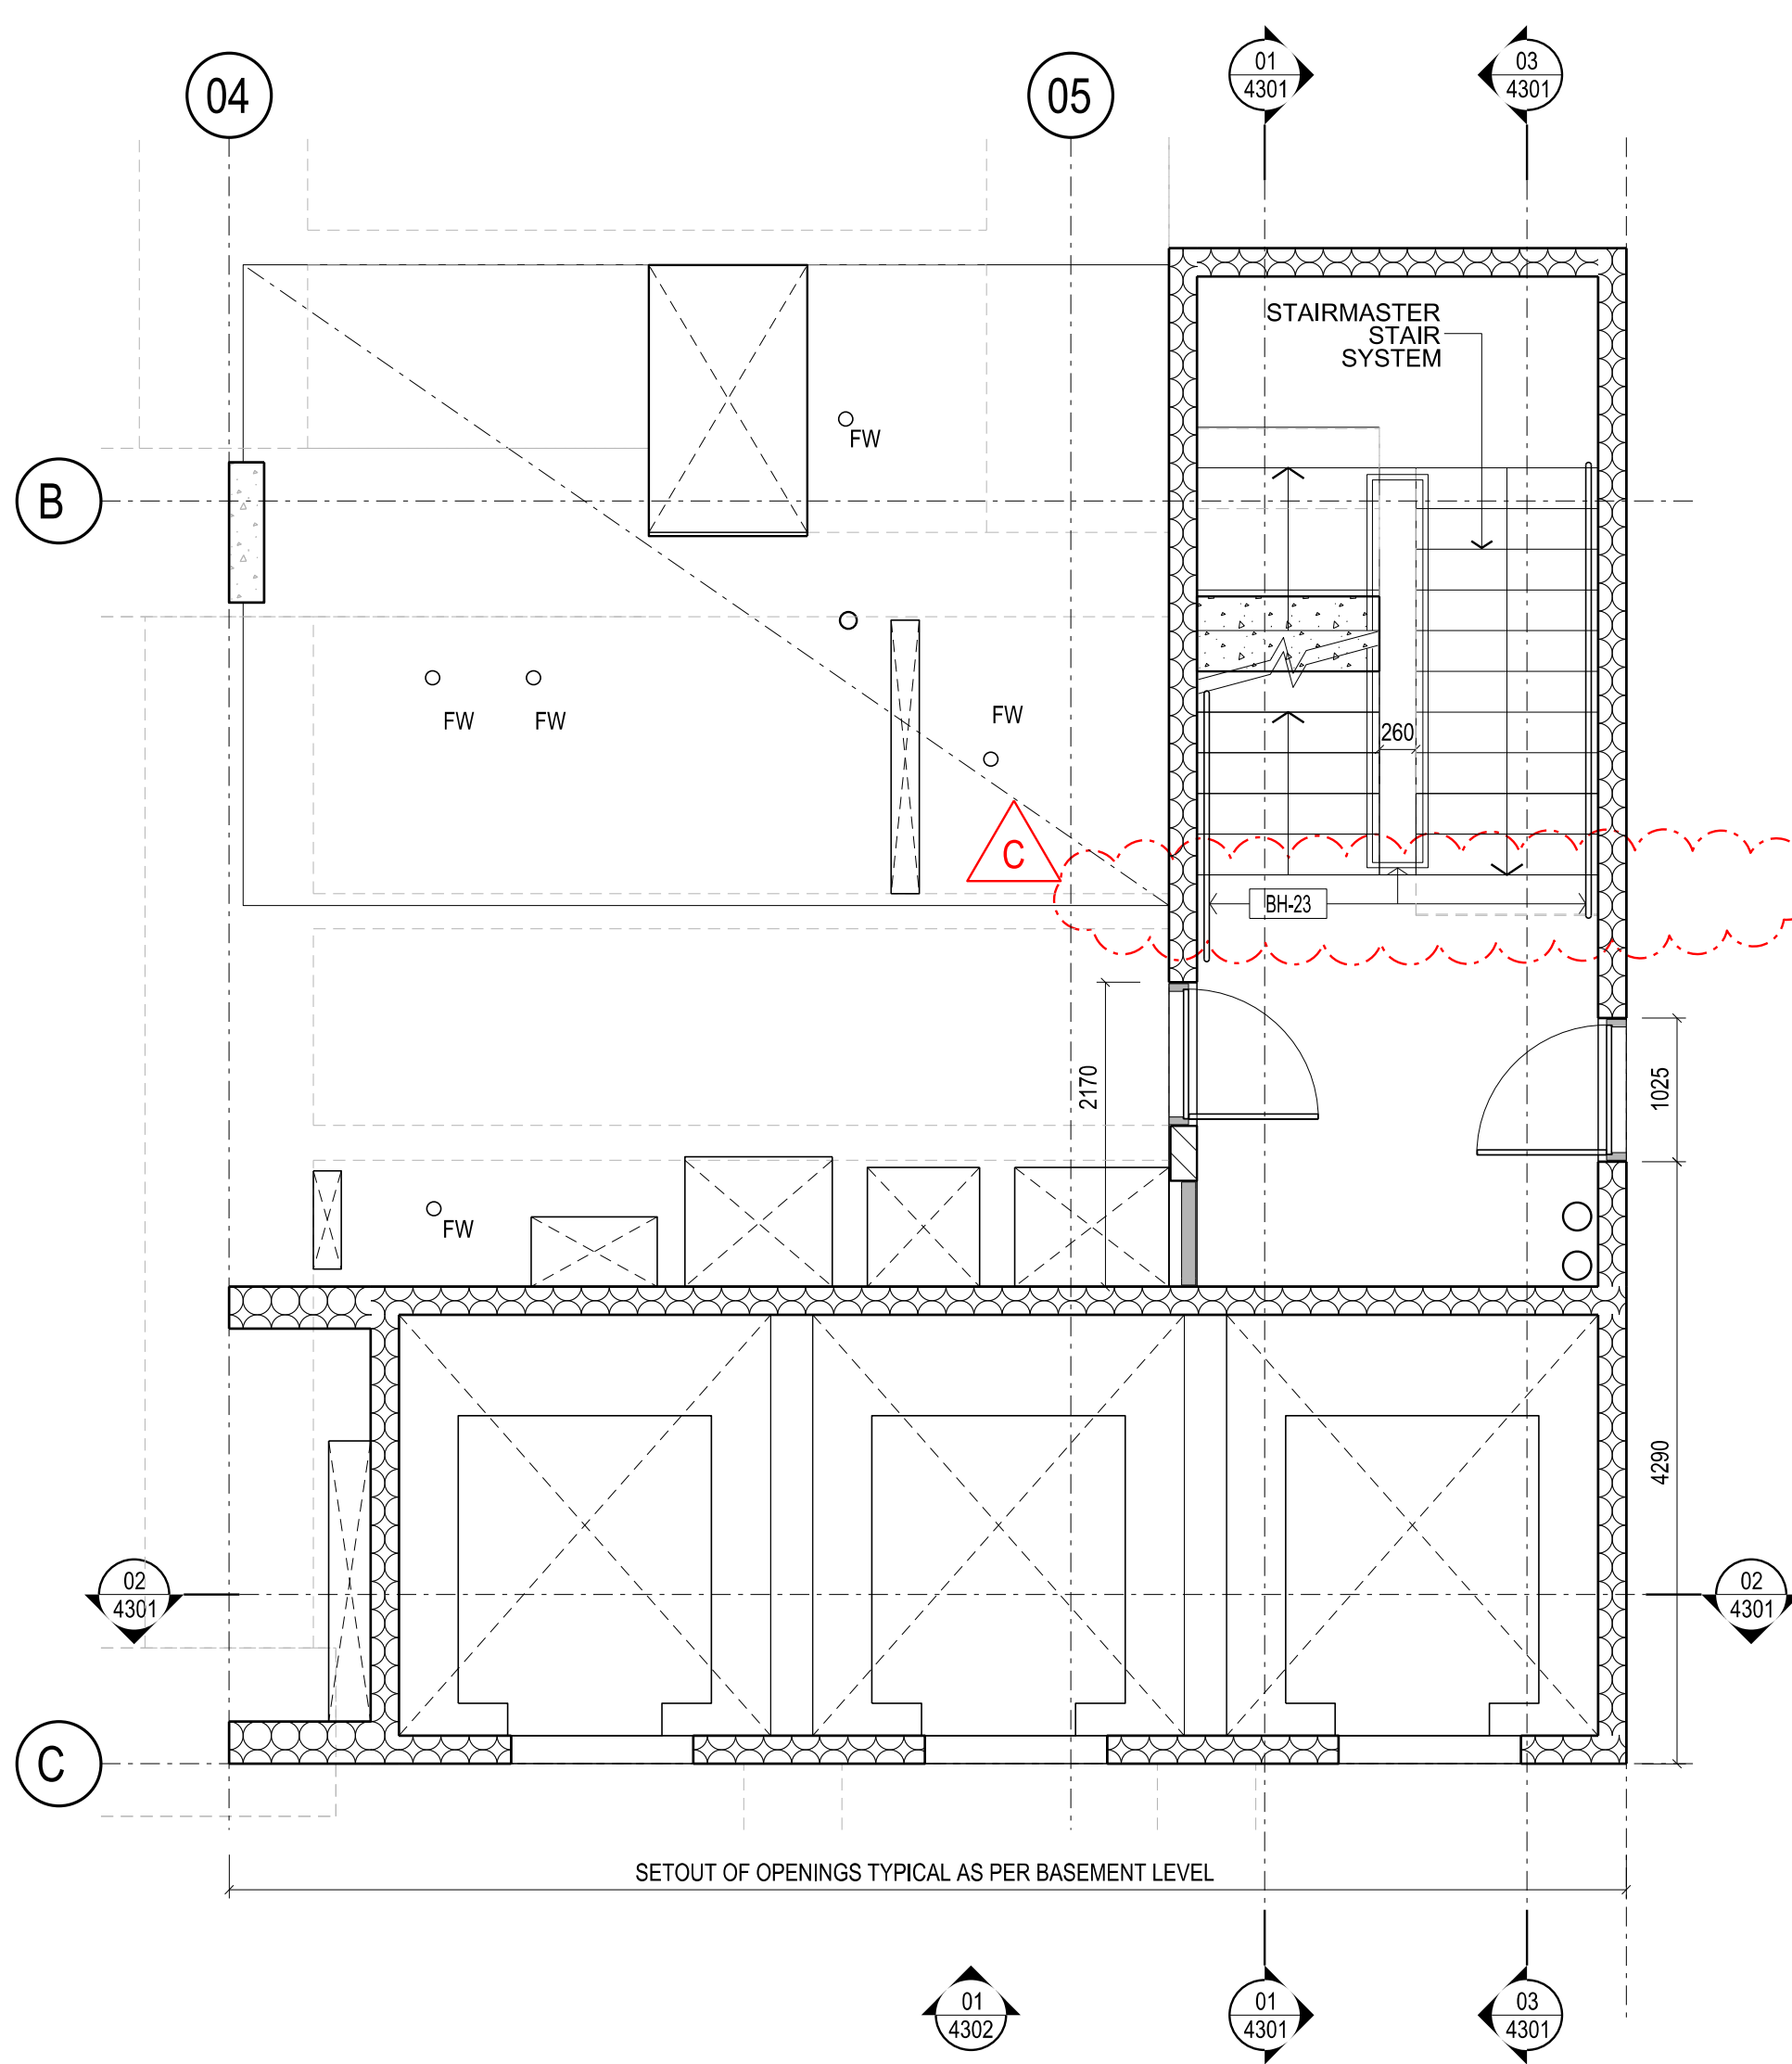 04
05
01
4301
03
4301
STAIRMASTER
STAIR
SYSTEM
FW
B
FW
FW
FW
260
C
BH-23
2170
1025
FW
4290
02
4301
02
4301
C
SETOUT OF OPENINGS TYPICAL AS PER BASEMENT LEVEL
01
4302
01
4301
03
4301